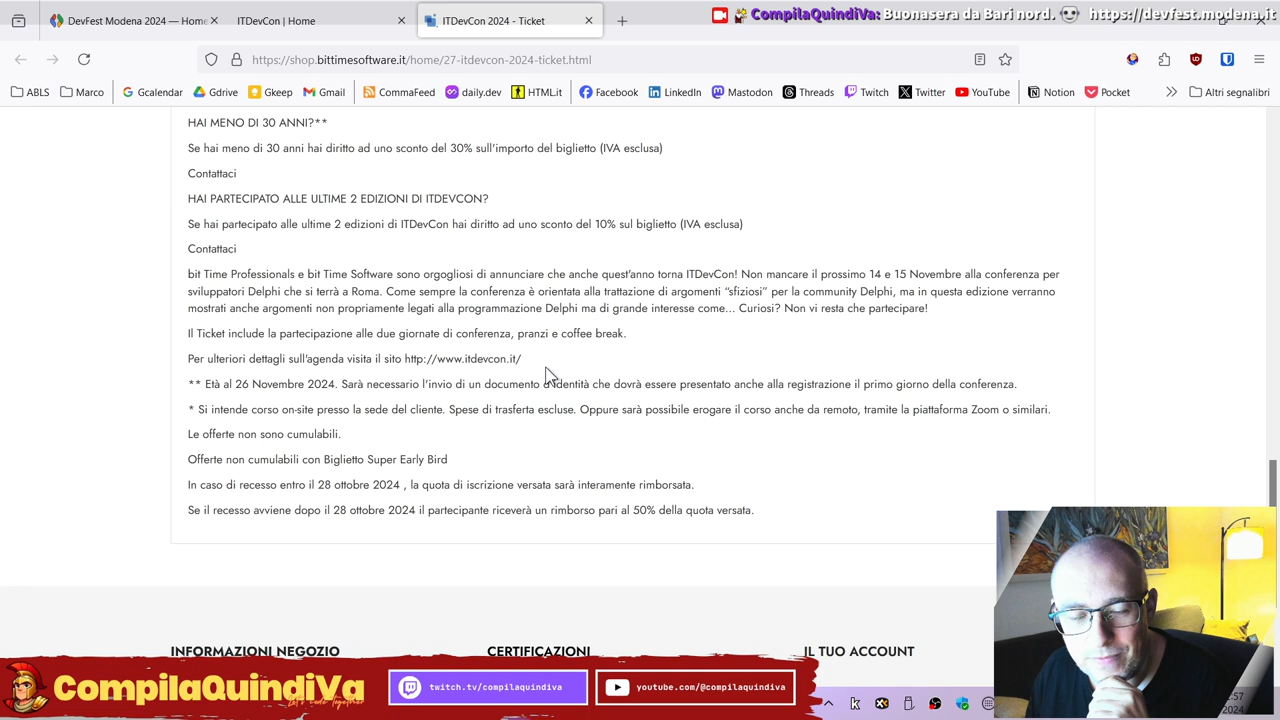 DevFest Modena 2024 — Home
ITDevCon | Home
ITDevCon 2024 - Ticket
CompilaQuindiVa: Buonasera da Bari nord. https://devfest.modena.it
https://shop.bittimesoftware.it/home/27-itdevcon-2024-ticket.html
ABLS
Marco
Gcalendar
Gdrive
Gkeep
Gmail
CommaFeed
daily.dev
HTML.it
Facebook
LinkedIn
Mastodon
Threads
Twitch
Twitter
YouTube
Notion
Pocket
Altri segnalibri
HAI MENO DI 30 ANNI?**
Se hai meno di 30 anni hai diritto ad uno sconto del 30% sull'importo del biglietto (IVA esclusa)
Contattaci
HAI PARTECIPATO ALLE ULTIME 2 EDIZIONI DI ITDEVCON?
Se hai partecipato alle ultime 2 edizioni di ITDevCon hai diritto ad uno sconto del 10% sul biglietto (IVA esclusa)
Contattaci
bit Time Professionals e bit Time Software sono orgogliosi di annunciare che anche quest'anno torna ITDevCon! Non mancare il prossimo 14 e 15 Novembre alla conferenza per
sviluppatori Delphi che si terrà a Roma. Come sempre la conferenza è orientata alla trattazione di argomenti “sfiziosi” per la community Delphi, ma in questa edizione verranno
mostrati anche argomenti non propriamente legati alla programmazione Delphi ma di grande interesse come... Curiosi? Non vi resta che partecipare!
Il Ticket include la partecipazione alle due giornate di conferenza, pranzi e coffee break.
Per ulteriori dettagli sull'agenda visita il sito http://www.itdevcon.it/
** Età al 26 Novembre 2024. Sarà necessario l'invio di un documento d'identità che dovrà essere presentato anche alla registrazione il primo giorno della conferenza.
* Si intende corso on-site presso la sede del cliente. Spese di trasferta escluse. Oppure sarà possibile erogare il corso anche da remoto, tramite la piattaforma Zoom o similari.
Le offerte non sono cumulabili.
Offerte non cumulabili con Biglietto Super Early Bird
In caso di recesso entro il 28 ottobre 2024 , la quota di iscrizione versata sarà interamente rimborsata.
Se il recesso avviene dopo il 28 ottobre 2024 il partecipante riceverà un rimborso pari al 50% della quota versata.
INFORMAZIONI NEGOZIO
CERTIFICAZIONI
IL TUO ACCOUNT
CompilaQuindiVa
Let's code together
twitch.tv/compilaquindiva
youtube.com/@compilaquindiva